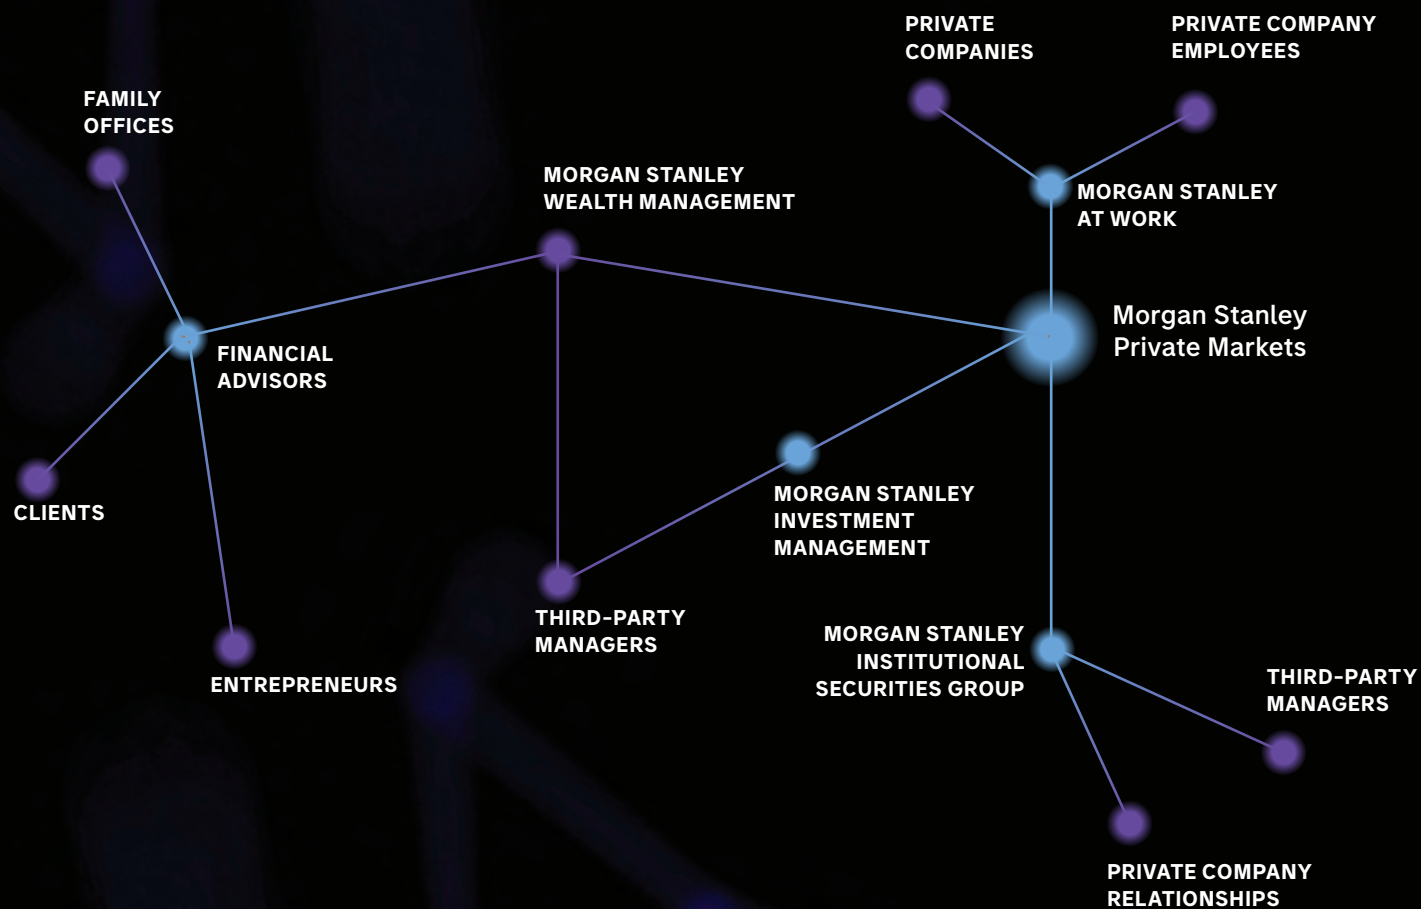 PRIVATE
COMPANIES
PRIVATE COMPANY
EMPLOYEES
FAMILY
OFFICES
MORGAN STANLEY
WEALTH MANAGEMENT
MORGAN STANLEY
AT WORK
Morgan Stanley
Private Markets
FINANCIAL
ADVISORS
CLIENTS
MORGAN STANLEY
INVESTMENT
MANAGEMENT
THIRD-PARTY
MANAGERS
MORGAN STANLEY
INSTITUTIONAL
SECURITIES GROUP
ENTREPRENEURS
THIRD-PARTY
MANAGERS
PRIVATE COMPANY
RELATIONSHIPS